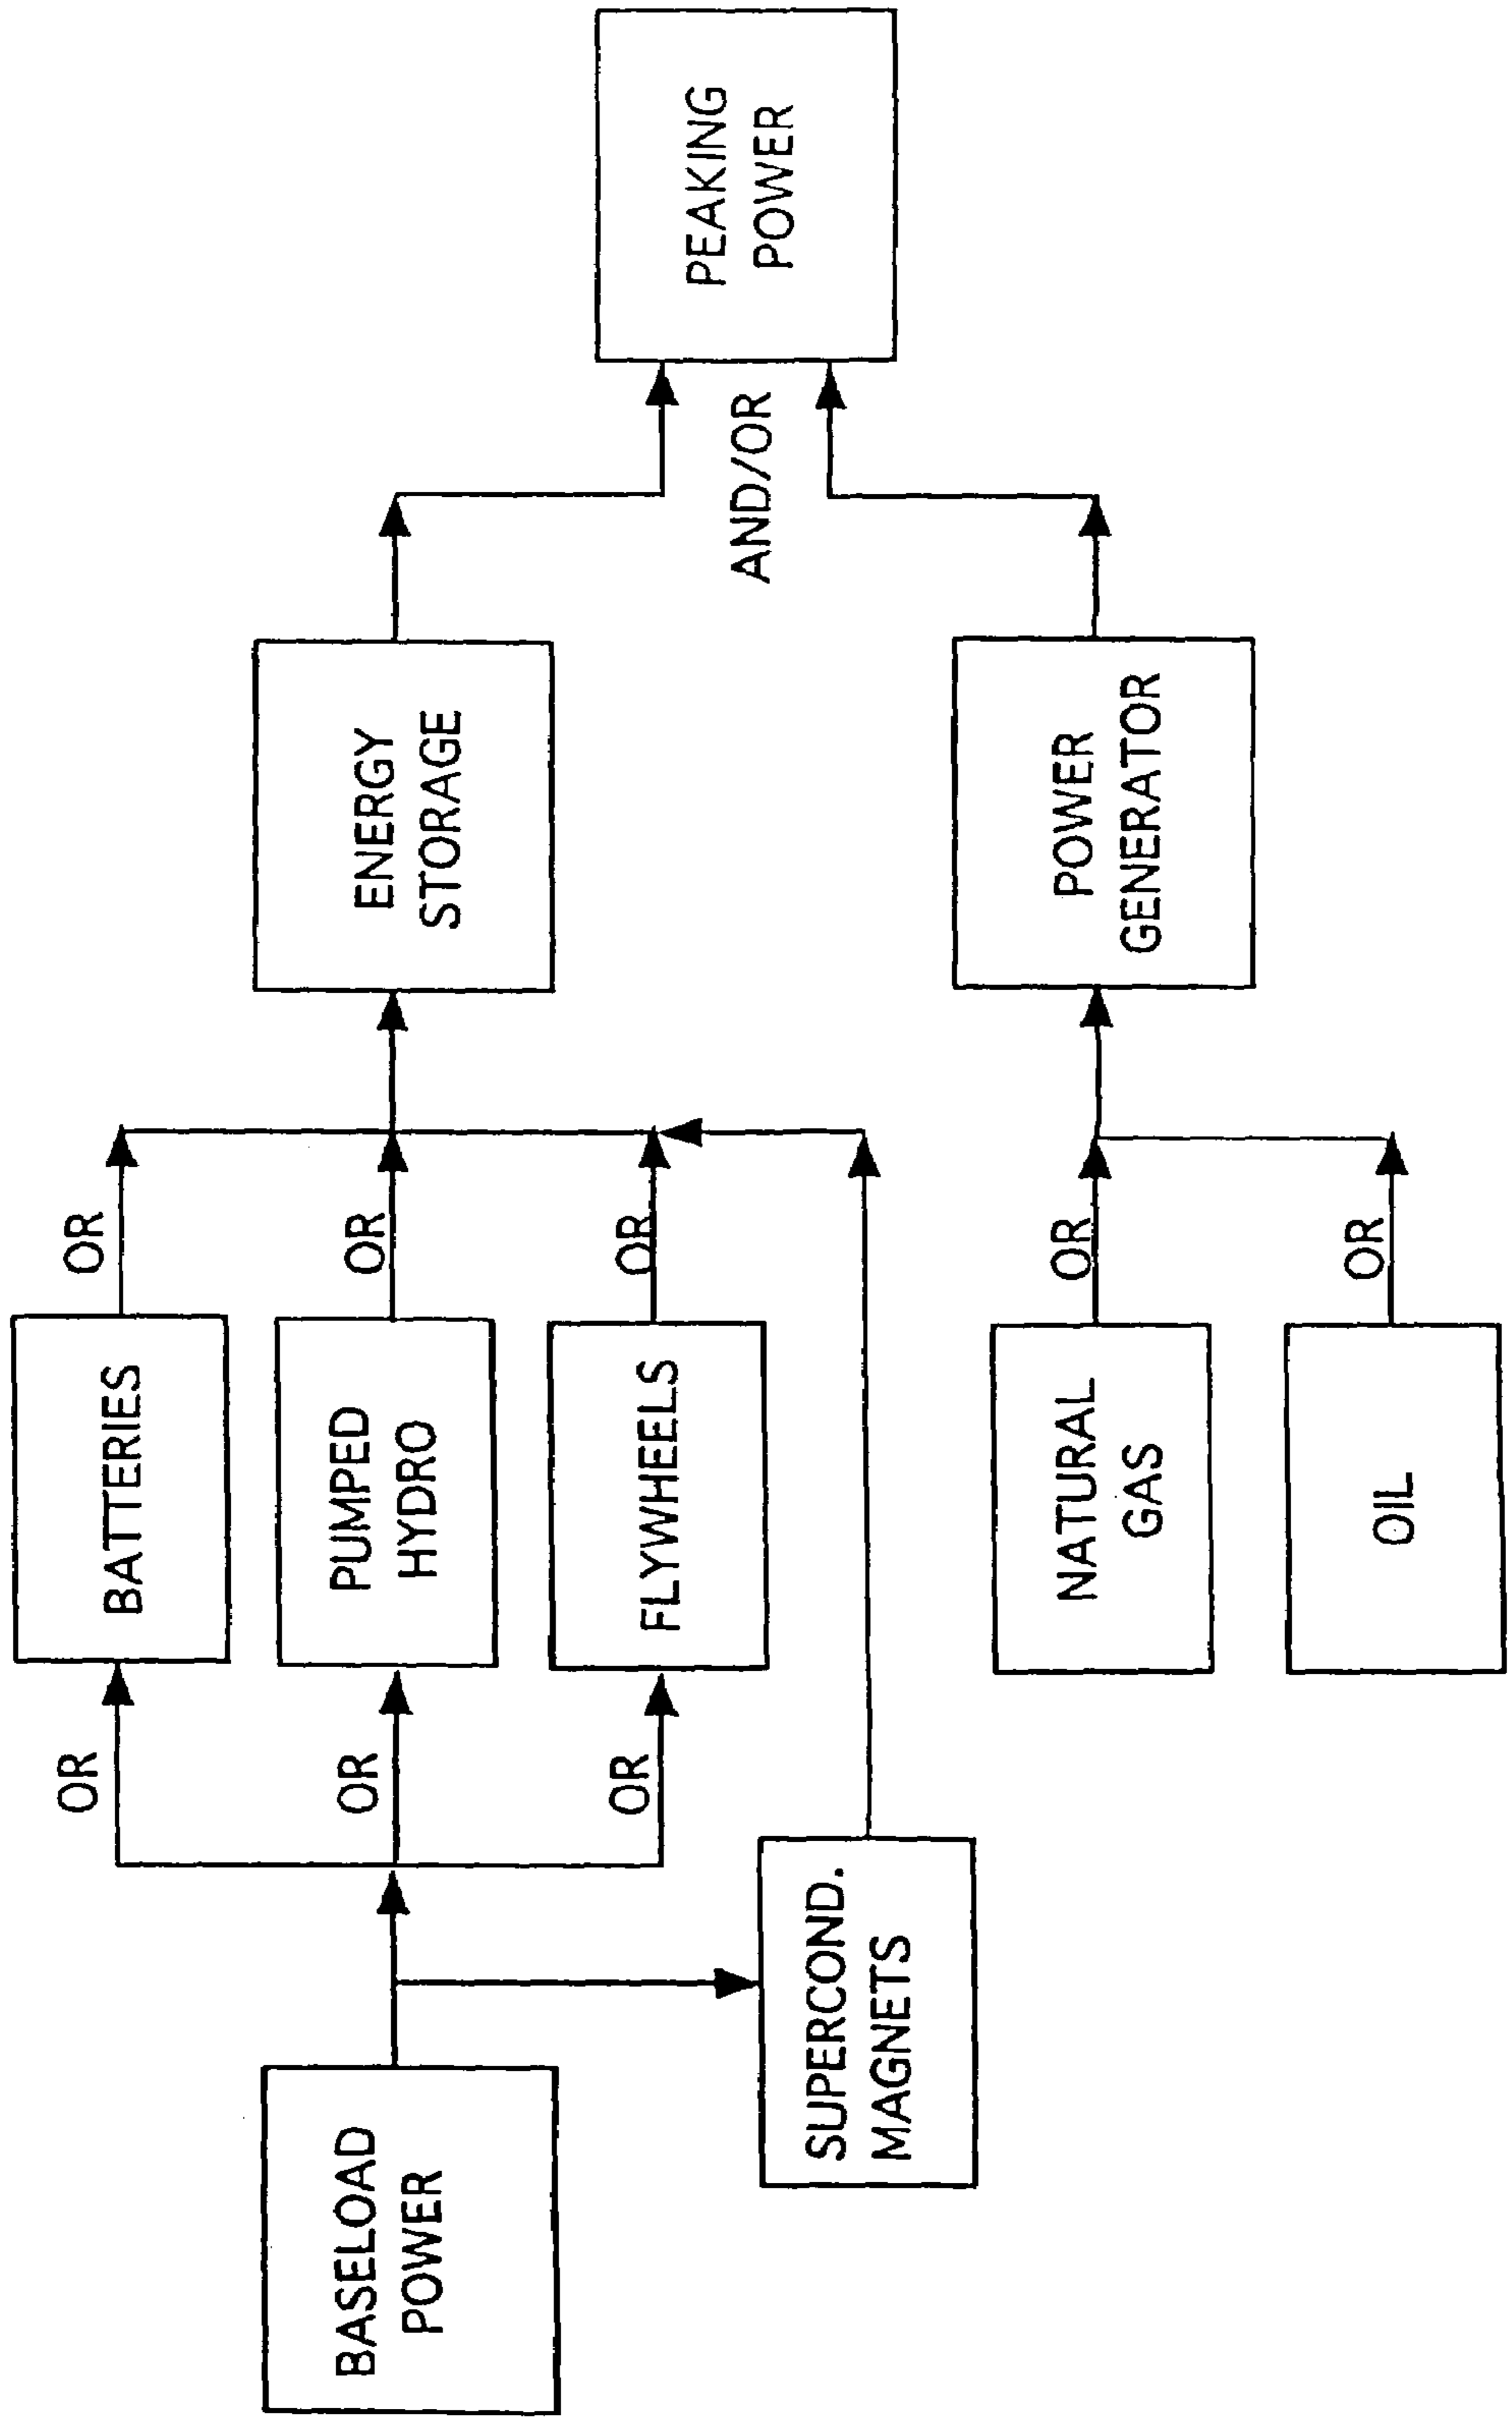 BASELOAD
POWER
SUPERCOND.
MAGNETS
OR
OR
OR
BATTERIES
PUMPED
HYDRO
FLYWHEELS
OR
OR
OR
ENERGY
STORAGE
NATURAL
GAS
OIL
OR
OR
POWER
GENERATOR
AND/OR
PEAKING
POWER